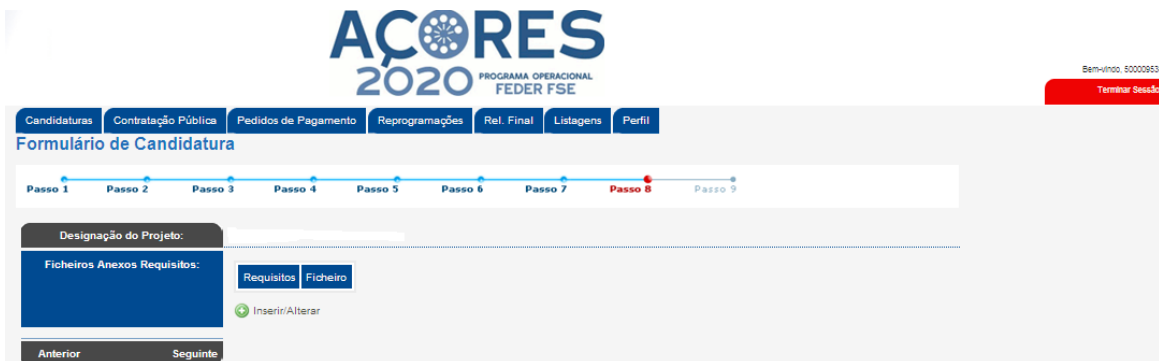 AÇORES
2020 PROGRAMA OPERACIONAL
FEDER FSE
Bem-vindo, 50000953
Terminar Sessão
Candidaturas Contratação Pública Pedidos de Pagamento Reprogramações Rel. Final Listagens Perfil
Formulário de Candidatura
Passo 1 Passo 2 Passo 3 Passo 4 Passo 5 Passo 6 Passo 7 Passo 8 Passo 9
Designação do Projeto:
Ficheiros Anexos Requisitos:
Requisitos Ficheiro
Inserir/Alterar
Anterior Seguinte